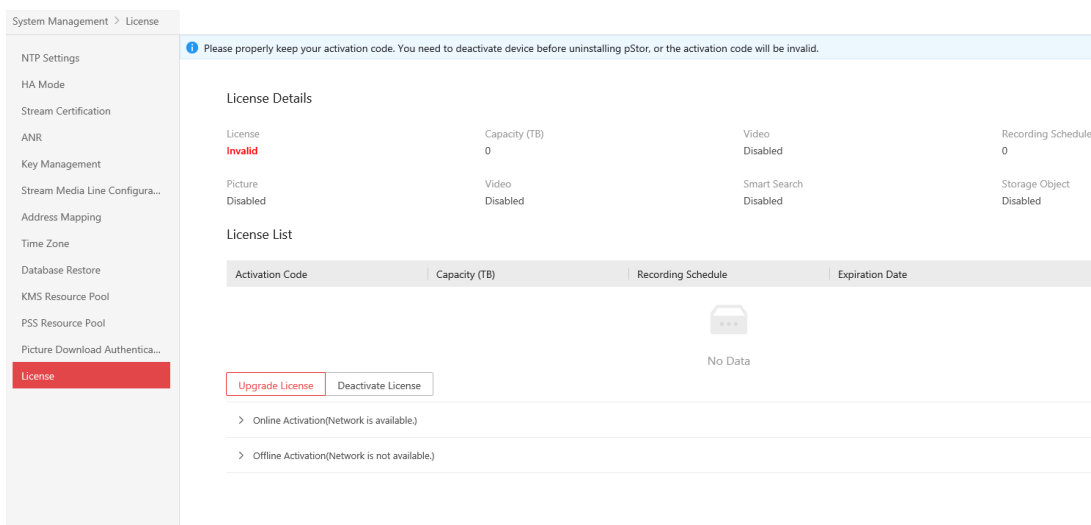 System Management > License
Please properly keep your activation code. You need to deactivate device before uninstalling pStor, or the activation code will be invalid.
NTP Settings
HA Mode
Stream Certification
ANR
Key Management
Stream Media Line Configura...
Address Mapping
Time Zone
Database Restore
KMS Resource Pool
PSS Resource Pool
Picture Download Authentica...
License
License Details
License Capacity (TB) Video Recording Schedule
Invalid 0 Disabled 0
Picture Video Smart Search Storage Object
Disabled Disabled Disabled Disabled
License List
Activation Code Capacity (TB) Recording Schedule Expiration Date
No Data
Upgrade License Deactivate License
> Online Activation(Network is available.)
> Offline Activation(Network is not available.)